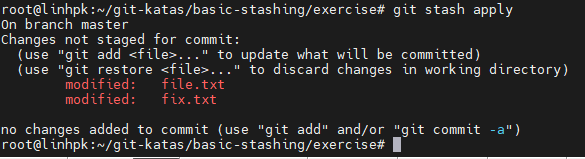 root@linhpk:~/git-katas/basic-stashing/exercise# git stash apply
On branch master
Changes not staged for commit:
  (use "git add <file>..." to update what will be committed)
  (use "git restore <file>..." to discard changes in working directory)
        modified:   file.txt
        modified:   fix.txt

no changes added to commit (use "git add" and/or "git commit -a")
root@linhpk:~/git-katas/basic-stashing/exercise#